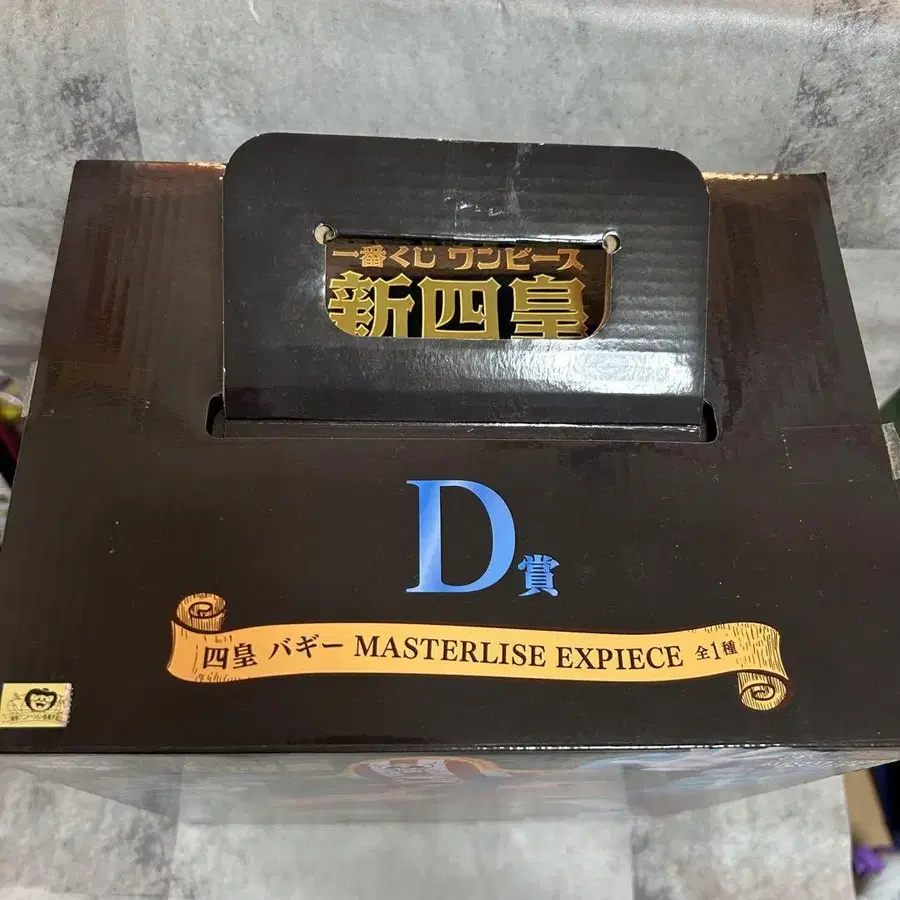 一番くじ ワンピース
新四皇
D賞
四皇 バギー MASTERLISE EXPIECE 全1種